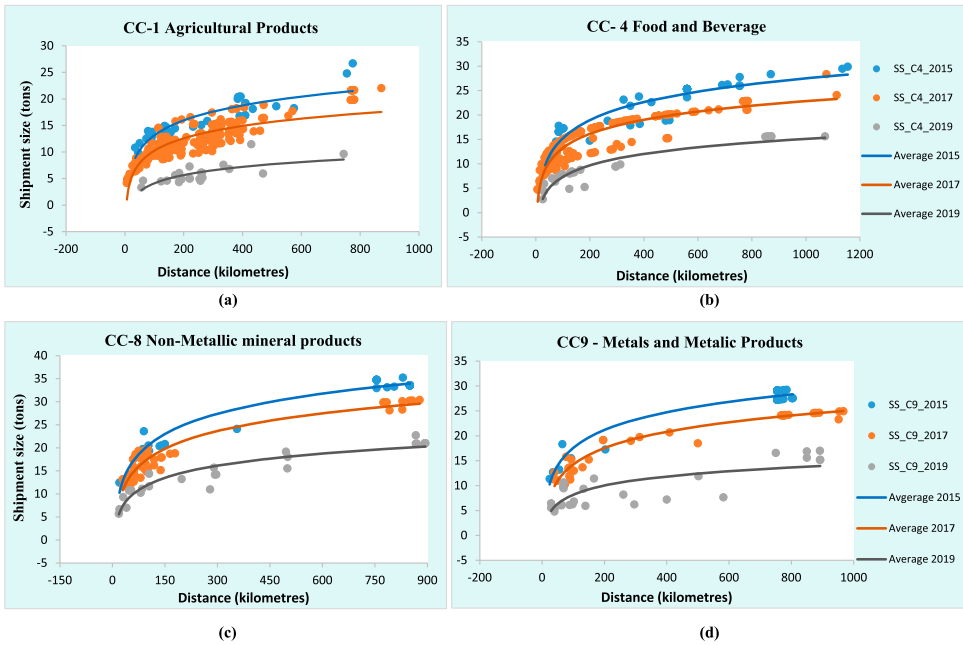 CC-1 Agricultural Products
30
25
20
15
10
5
0
-5
-200 0 200 400 600 800 1000
Shipment size (tons)
Distance (kilometres)
(a)
CC- 4 Food and Beverage
35
30
25
20
15
10
5
0
-5
-200 0 200 400 600 800 1000 1200
Distance (kilometres)
SS_C4_2015
SS_C4_2017
SS_C4_2019
Average 2015
Average 2017
Average 2019
(b)
CC-8 Non-Metallic mineral products
40
35
30
25
20
15
10
5
0
-5
-150 0 150 300 450 600 750 900
Shipment size (tons)
Distance (kilometres)
(c)
CC9 - Metals and Metalic Products
35
30
25
20
15
10
5
0
-5
-200 0 200 400 600 800 1000
Distance (kilometres)
SS_C9_2015
SS_C9_2017
SS_C9_2019
Avgerage 2015
Average 2017
Average 2019
(d)